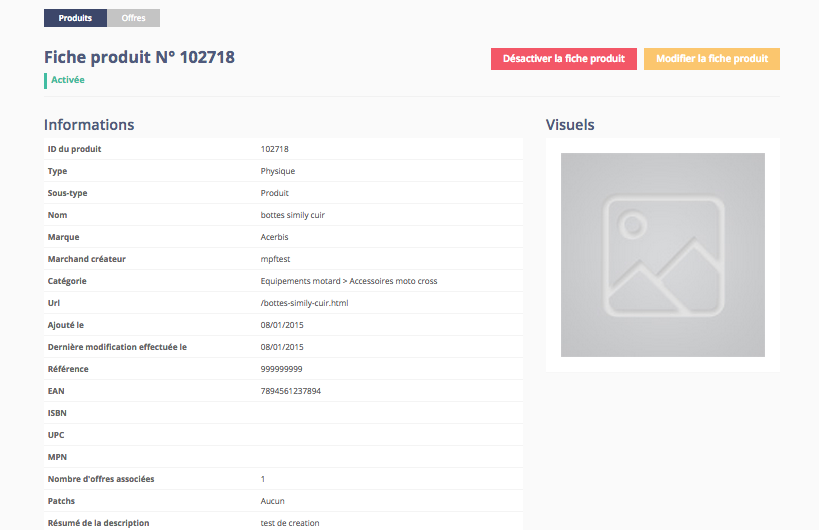 Produits Offres
Fiche produit N° 102718
Désactiver la fiche produit Modifier la fiche produit
Activée
Informations
Visuels
ID du produit 102718
Type Physique
Sous-type Produit
Nom bottes simily cuir
Marque Acerbis
Marchand créateur mpftest
Catégorie Equipements motard > Accessoires moto cross
Url /bottes-simily-cuir.html
Ajouté le 08/01/2015
Dernière modification effectuée le 08/01/2015
Référence 999999999
EAN 7894561237894
ISBN
UPC
MPN
Nombre d'offres associées 1
Patchs Aucun
Résumé de la description test de creation